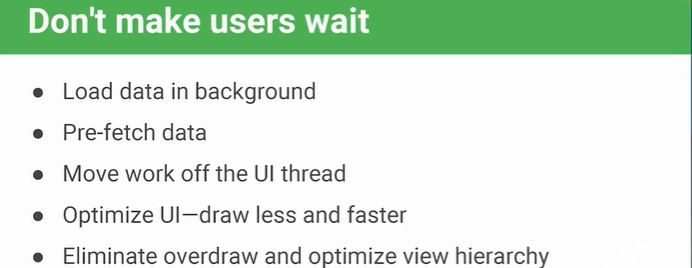 Don't make users wait
● Load data in background
● Pre-fetch data
● Move work off the UI thread
● Optimize UI—draw less and faster
● Eliminate overdraw and optimize view hierarchy